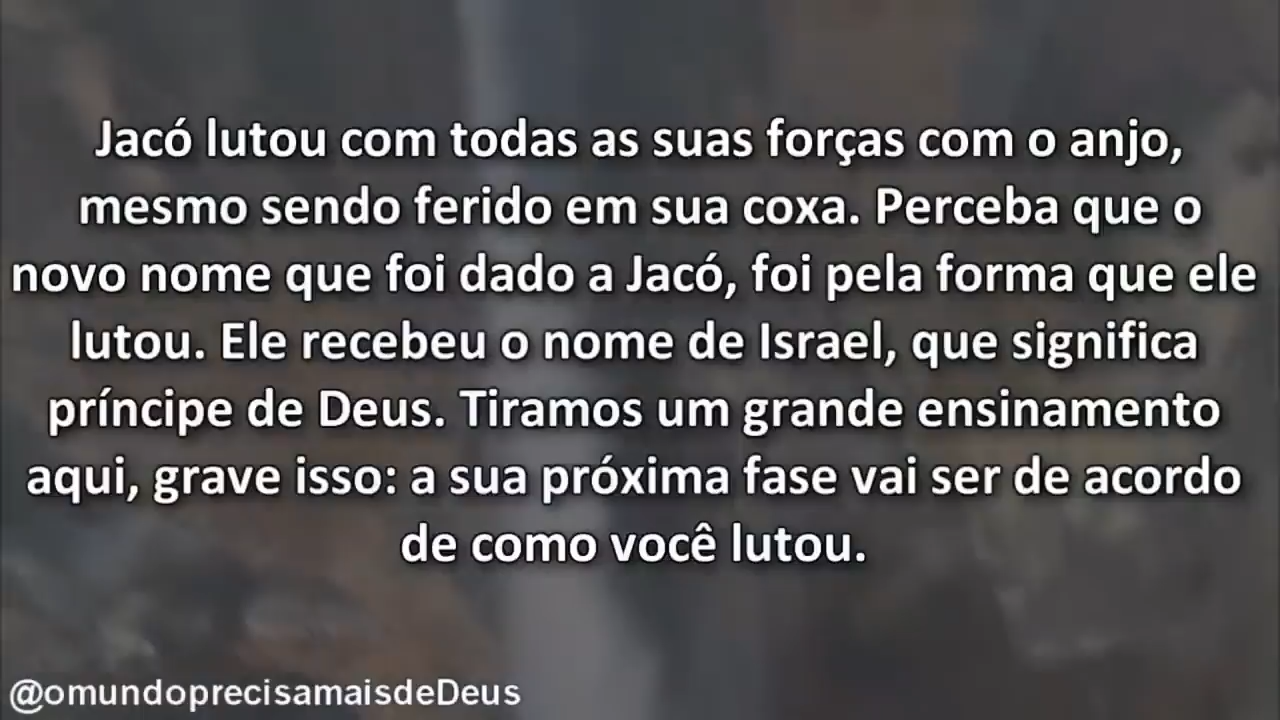 Jacó lutou com todas as suas forças com o anjo,
mesmo sendo ferido em sua coxa. Perceba que o
novo nome que foi dado a Jacó, foi pela forma que ele
lutou. Ele recebeu o nome de Israel, que significa
príncipe de Deus. Tiramos um grande ensinamento
aqui, grave isso: a sua próxima fase vai ser de acordo
de como você lutou.
@omundoprecisamaisdeDeus